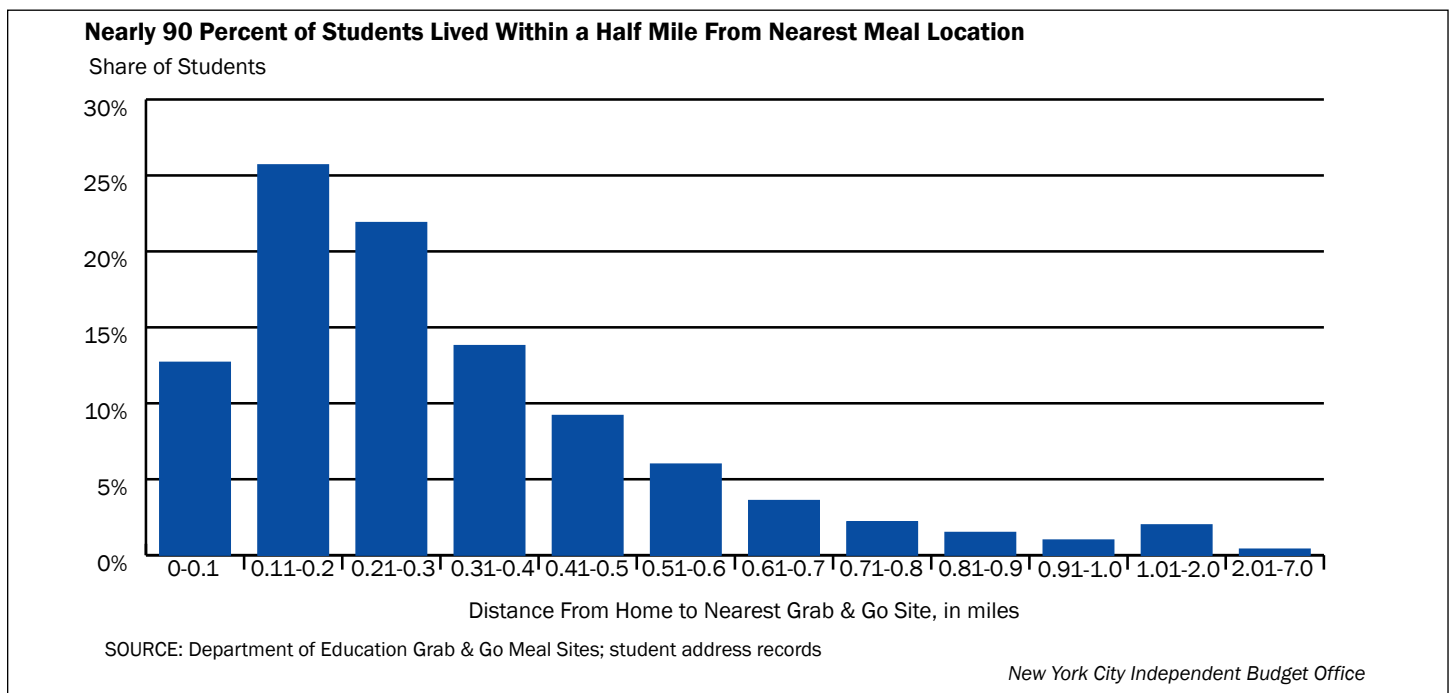 Nearly 90 Percent of Students Lived Within a Half Mile From Nearest Meal Location
Share of Students
30%
25%
20%
15%
10%
5%
0%
0-0.1 0.11-0.2 0.21-0.3 0.31-0.4 0.41-0.5 0.51-0.6 0.61-0.7 0.71-0.8 0.81-0.9 0.91-1.0 1.01-2.0 2.01-7.0
Distance From Home to Nearest Grab & Go Site, in miles
SOURCE: Department of Education Grab & Go Meal Sites; student address records
New York City Independent Budget Office